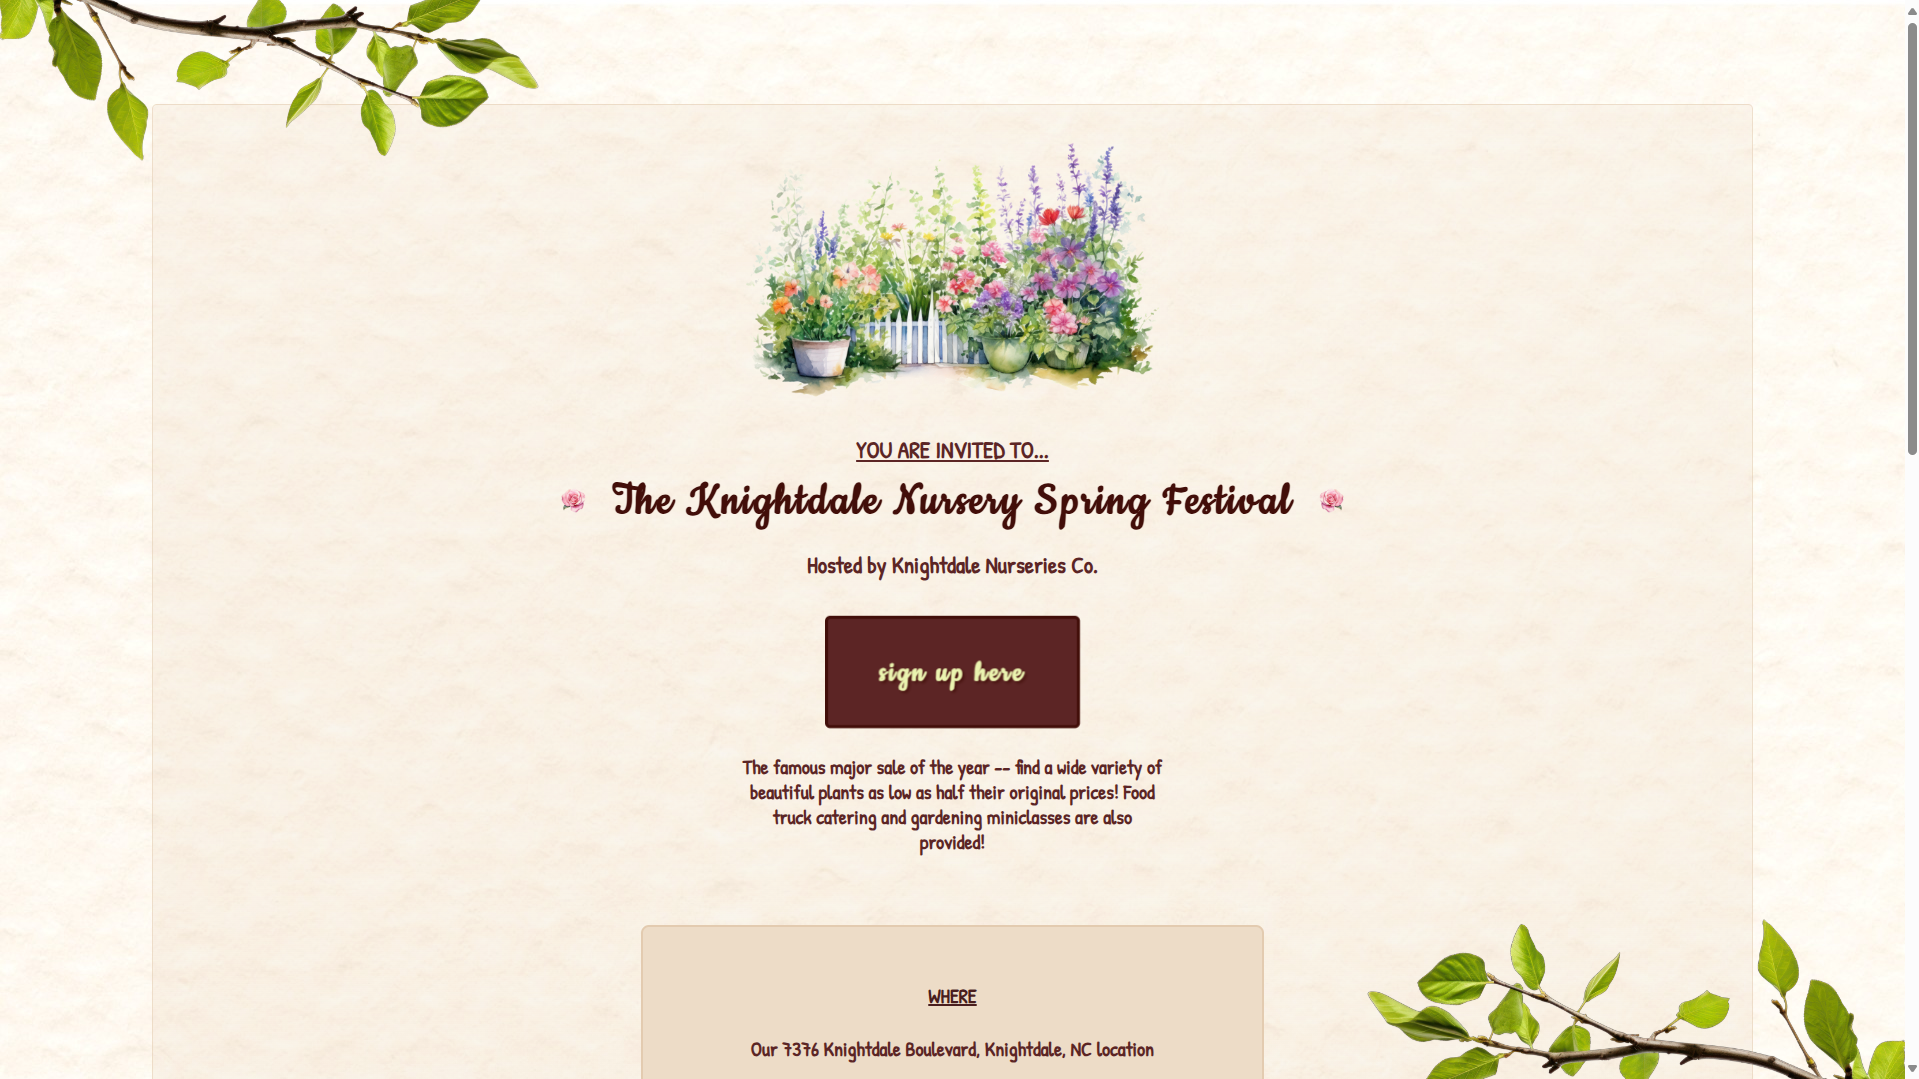 YOU ARE INVITED TO...
The Knightdale Nursery Spring Festival
Hosted by Knightdale Nurseries Co.
sign up here
The famous major sale of the year -- find a wide variety of
beautiful plants as low as half their original prices! Food
truck catering and gardening miniclasses are also
provided!
WHERE
Our 7376 Knightdale Boulevard, Knightdale, NC location